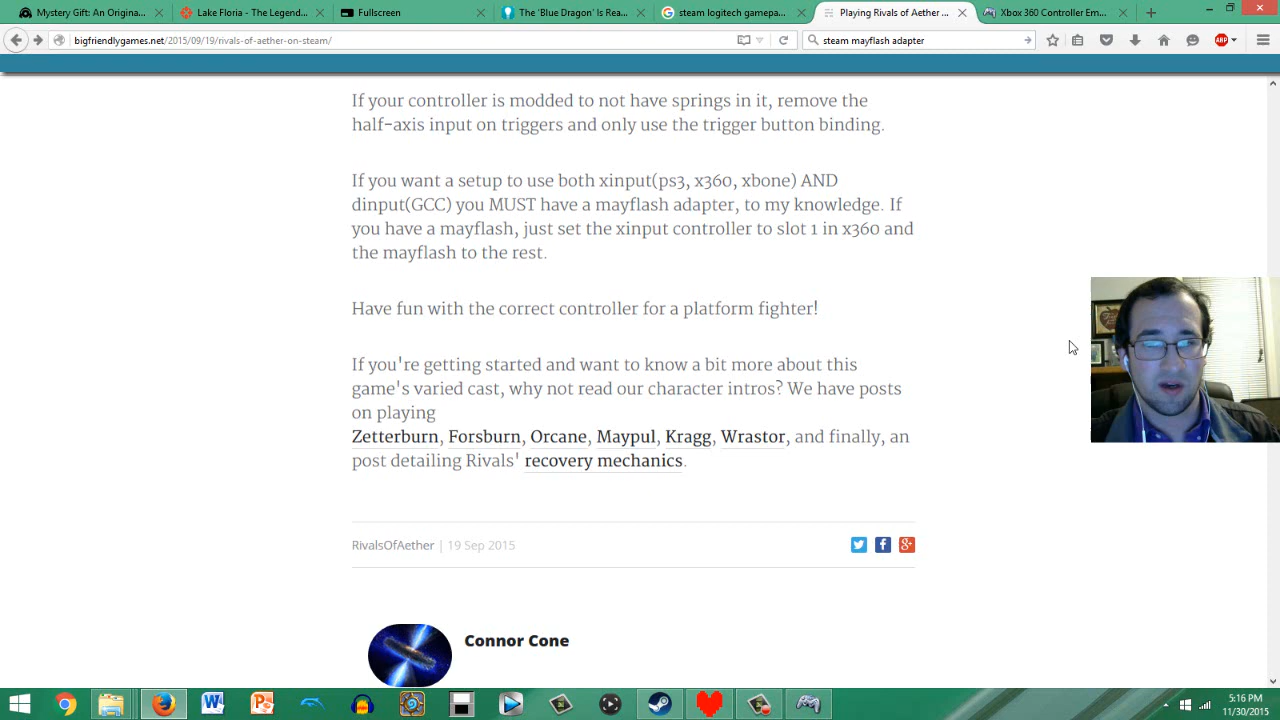 Mystery Gift: An Origina...
Lake Floria - The Legend...
Fullscreen
The 'Blue Dragon' Is Rea...
steam logitech gamepa...
Playing Rivals of Aether ...
Xbox 360 Controller Em...
bigfriendlygames.net/2015/09/19/rivals-of-aether-on-steam/
steam mayflash adapter
ABP
If your controller is modded to not have springs in it, remove the
half-axis input on triggers and only use the trigger button binding.
If you want a setup to use both xinput(ps3, x360, xbone) AND
dinput(GCC) you MUST have a mayflash adapter, to my knowledge. If
you have a mayflash, just set the xinput controller to slot 1 in x360 and
the mayflash to the rest.
Have fun with the correct controller for a platform fighter!
If you're getting started and want to know a bit more about this
game's varied cast, why not read our character intros? We have posts
on playing
Zetterburn, Forsburn, Orcane, Maypul, Kragg, Wrastor, and finally, an
post detailing Rivals' recovery mechanics.
RivalsOfAether | 19 Sep 2015
Connor Cone
5:16 PM
11/30/2015